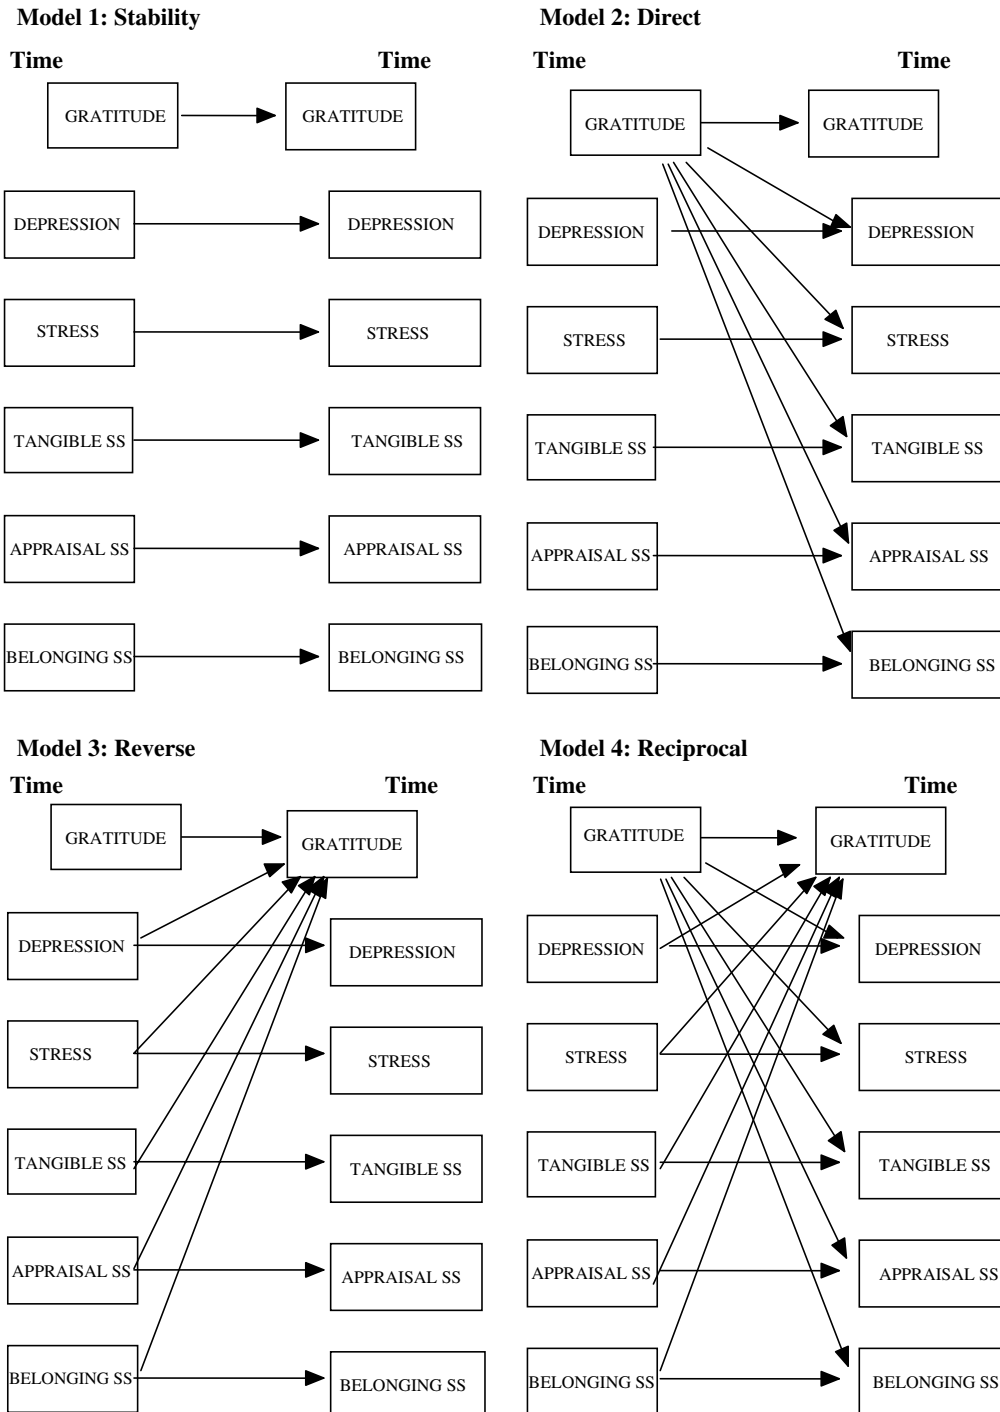 Model 1: Stability
Time Time
GRATITUDE GRATITUDE
DEPRESSION DEPRESSION
STRESS STRESS
TANGIBLE SS TANGIBLE SS
APPRAISAL SS APPRAISAL SS
BELONGING SS BELONGING SS
Model 2: Direct
Time Time
GRATITUDE GRATITUDE
DEPRESSION DEPRESSION
STRESS STRESS
TANGIBLE SS TANGIBLE SS
APPRAISAL SS APPRAISAL SS
BELONGING SS BELONGING SS
Model 3: Reverse
Time Time
GRATITUDE GRATITUDE
DEPRESSION DEPRESSION
STRESS STRESS
TANGIBLE SS TANGIBLE SS
APPRAISAL SS APPRAISAL SS
BELONGING SS BELONGING SS
Model 4: Reciprocal
Time Time
GRATITUDE GRATITUDE
DEPRESSION DEPRESSION
STRESS STRESS
TANGIBLE SS TANGIBLE SS
APPRAISAL SS APPRAISAL SS
BELONGING SS BELONGING SS